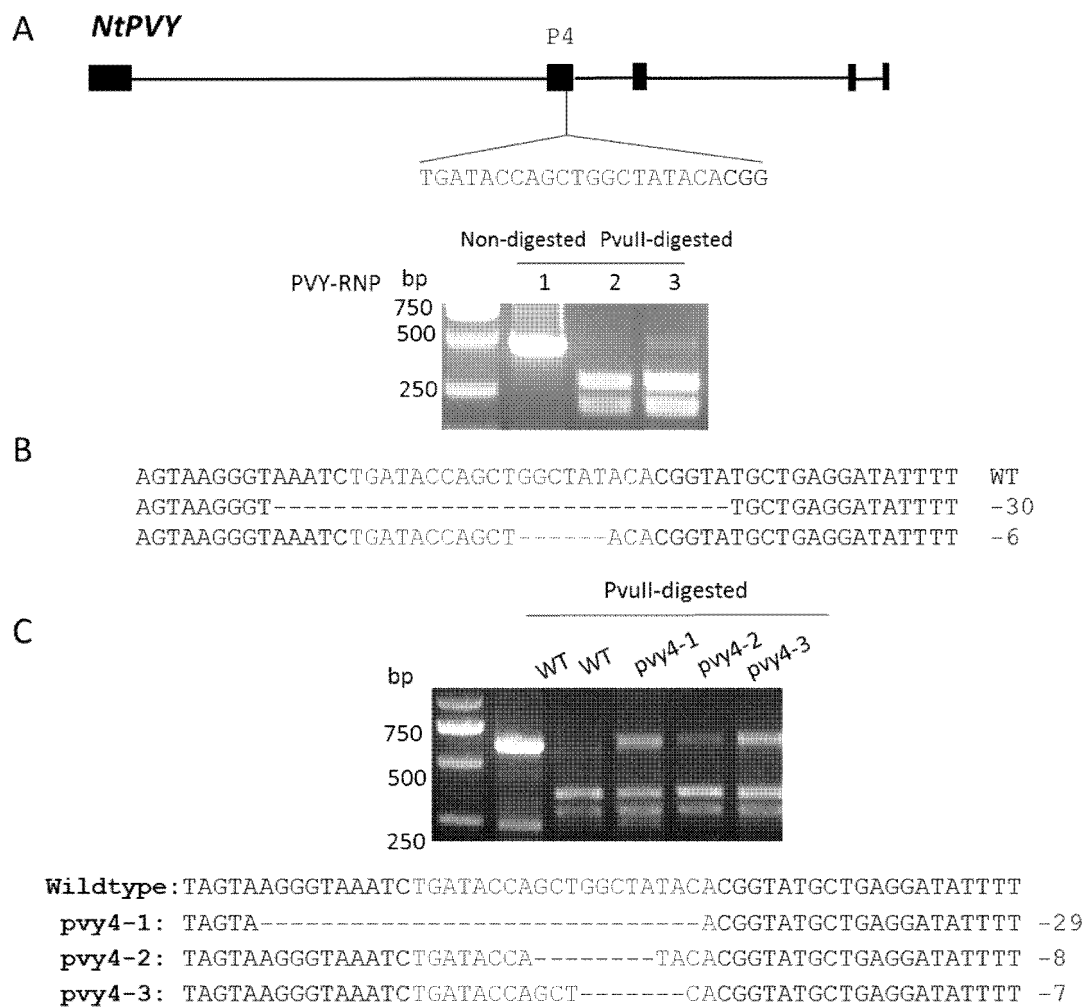 A NtPVY
P4
TGATACCAGCTGGCTATACACGG
Non-digested PvuII-digested
PVY-RNP bp 1 2 3
750
500
250
B
AGTAAGGGTAAATCTGATACCAGCTGGCTATACACGGTATGCTGAGGATATTTT WT
AGTAAGGGT------------------------------TGCTGAGGATATTTT -30
AGTAAGGGTAAATCTGATACCAGCT------ACACGGTATGCTGAGGATATTTT -6
PvuII-digested
C
bp WT WT pvy4-1 pvy4-2 pvy4-3
750
500
250
Wildtype:TAGTAAGGGTAAATCTGATACCAGCTGGCTATACACGGTATGCTGAGGATATTTT
pvy4-1: TAGTA-----------------------------ACGGTATGCTGAGGATATTTT -29
pvy4-2: TAGTAAGGGTAAATCTGATACCA--------TACACGGTATGCTGAGGATATTTT -8
pvy4-3: TAGTAAGGGTAAATCTGATACCAGCT-------CACGGTATGCTGAGGATATTTT -7